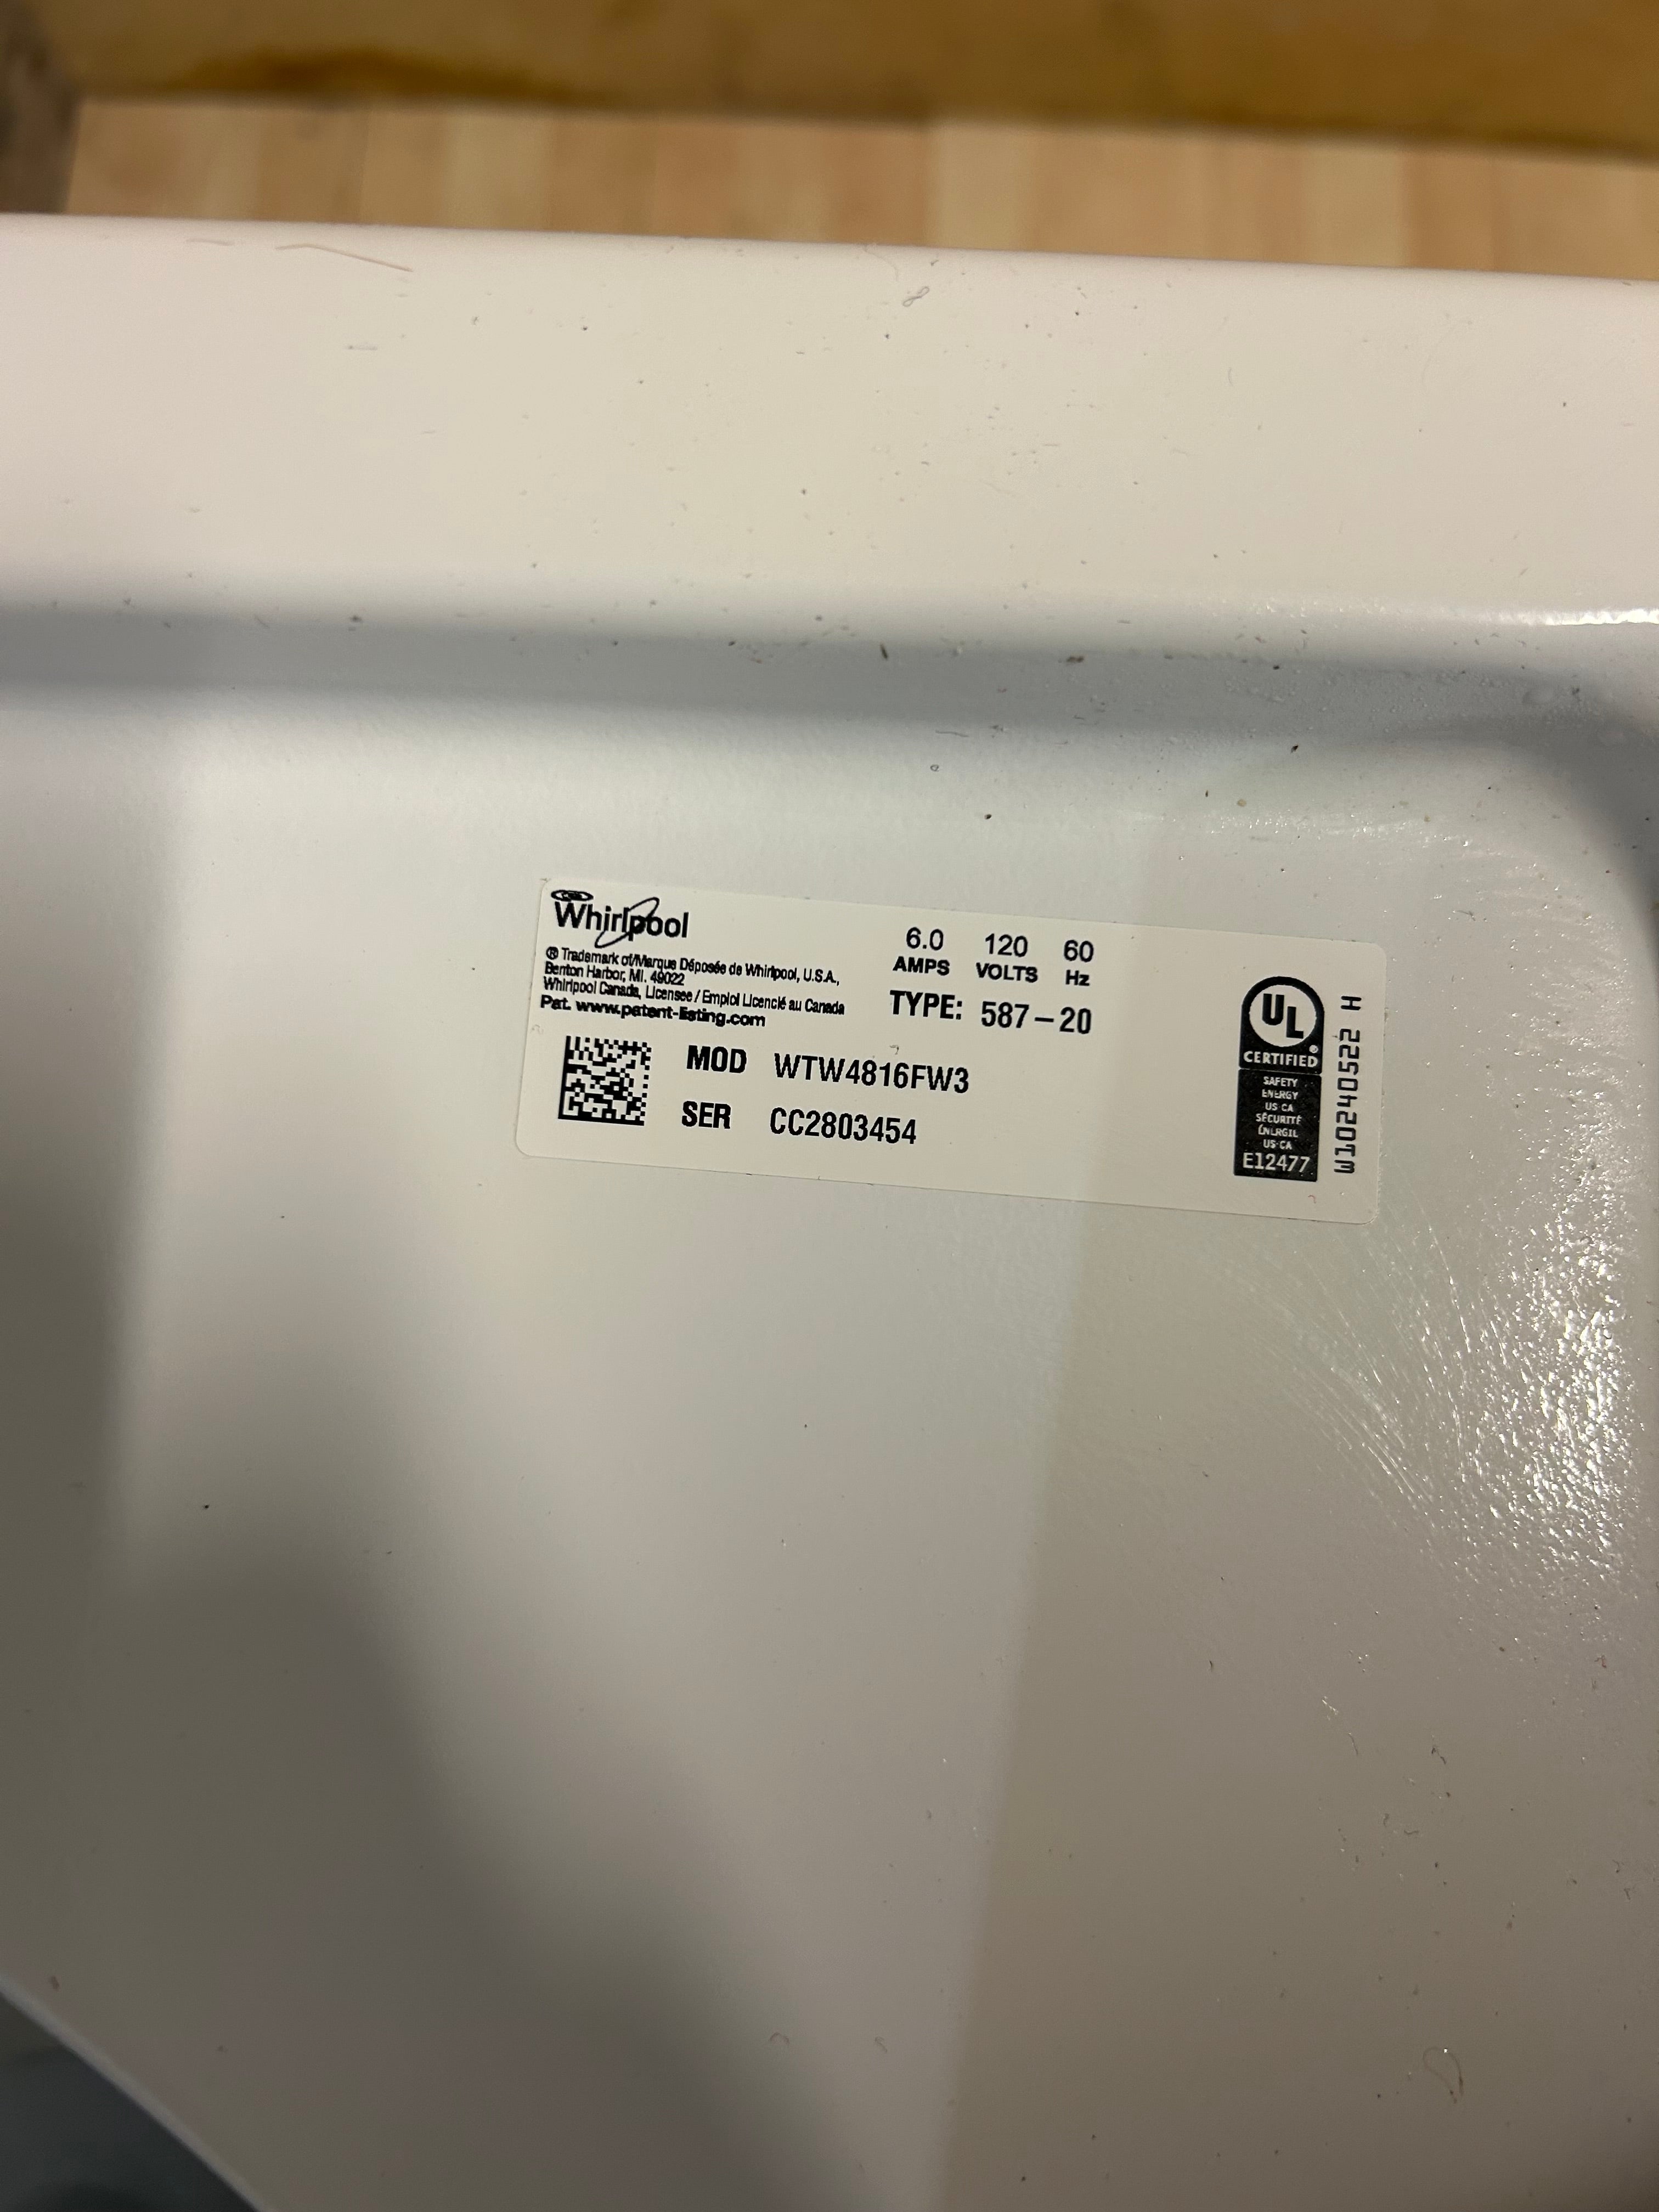 Whirlpool
® Trademark of/Marque Déposée de Whirlpool, U.S.A.,
Benton Harbor, MI. 49022
Whirlpool Canada, Licensee / Emploi Licencié au Canada
Pat. www.patent-listing.com
6.0 120 60
AMPS VOLTS Hz
TYPE: 587-20
MOD WTW4816FW3
SER CC2803454
UL ®
CERTIFIED
SAFETY
ENERGY
US CA
SÉCURITÉ
ÉNERGIE
US-CA
E12477
W10240522 H